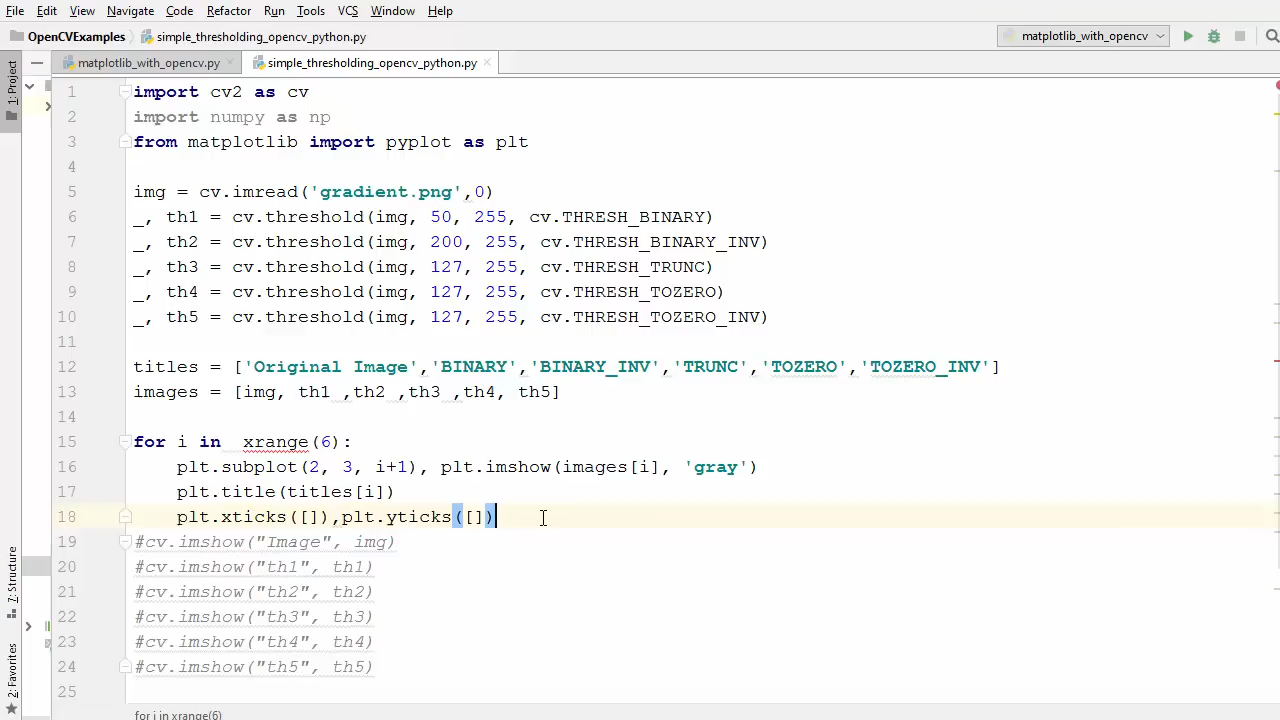 File Edit View Navigate Code Refactor Run Tools VCS Window Help
OpenCVExamples simple_thresholding_opencv_python.py matplotlib_with_opencv
matplotlib_with_opencv.py simple_thresholding_opencv_python.py
1: Project
7: Structure
2: Favorites
1 import cv2 as cv
2 import numpy as np
3 from matplotlib import pyplot as plt
4
5 img = cv.imread('gradient.png',0)
6 _, th1 = cv.threshold(img, 50, 255, cv.THRESH_BINARY)
7 _, th2 = cv.threshold(img, 200, 255, cv.THRESH_BINARY_INV)
8 _, th3 = cv.threshold(img, 127, 255, cv.THRESH_TRUNC)
9 _, th4 = cv.threshold(img, 127, 255, cv.THRESH_TOZERO)
10 _, th5 = cv.threshold(img, 127, 255, cv.THRESH_TOZERO_INV)
11
12 titles = ['Original Image','BINARY','BINARY_INV','TRUNC','TOZERO','TOZERO_INV']
13 images = [img, th1 ,th2 ,th3 ,th4, th5]
14
15 for i in  xrange(6):
16     plt.subplot(2, 3, i+1), plt.imshow(images[i], 'gray')
17     plt.title(titles[i])
18     plt.xticks([]),plt.yticks([])
19 #cv.imshow("Image", img)
20 #cv.imshow("th1", th1)
21 #cv.imshow("th2", th2)
22 #cv.imshow("th3", th3)
23 #cv.imshow("th4", th4)
24 #cv.imshow("th5", th5)
25
for i in xrange(6)